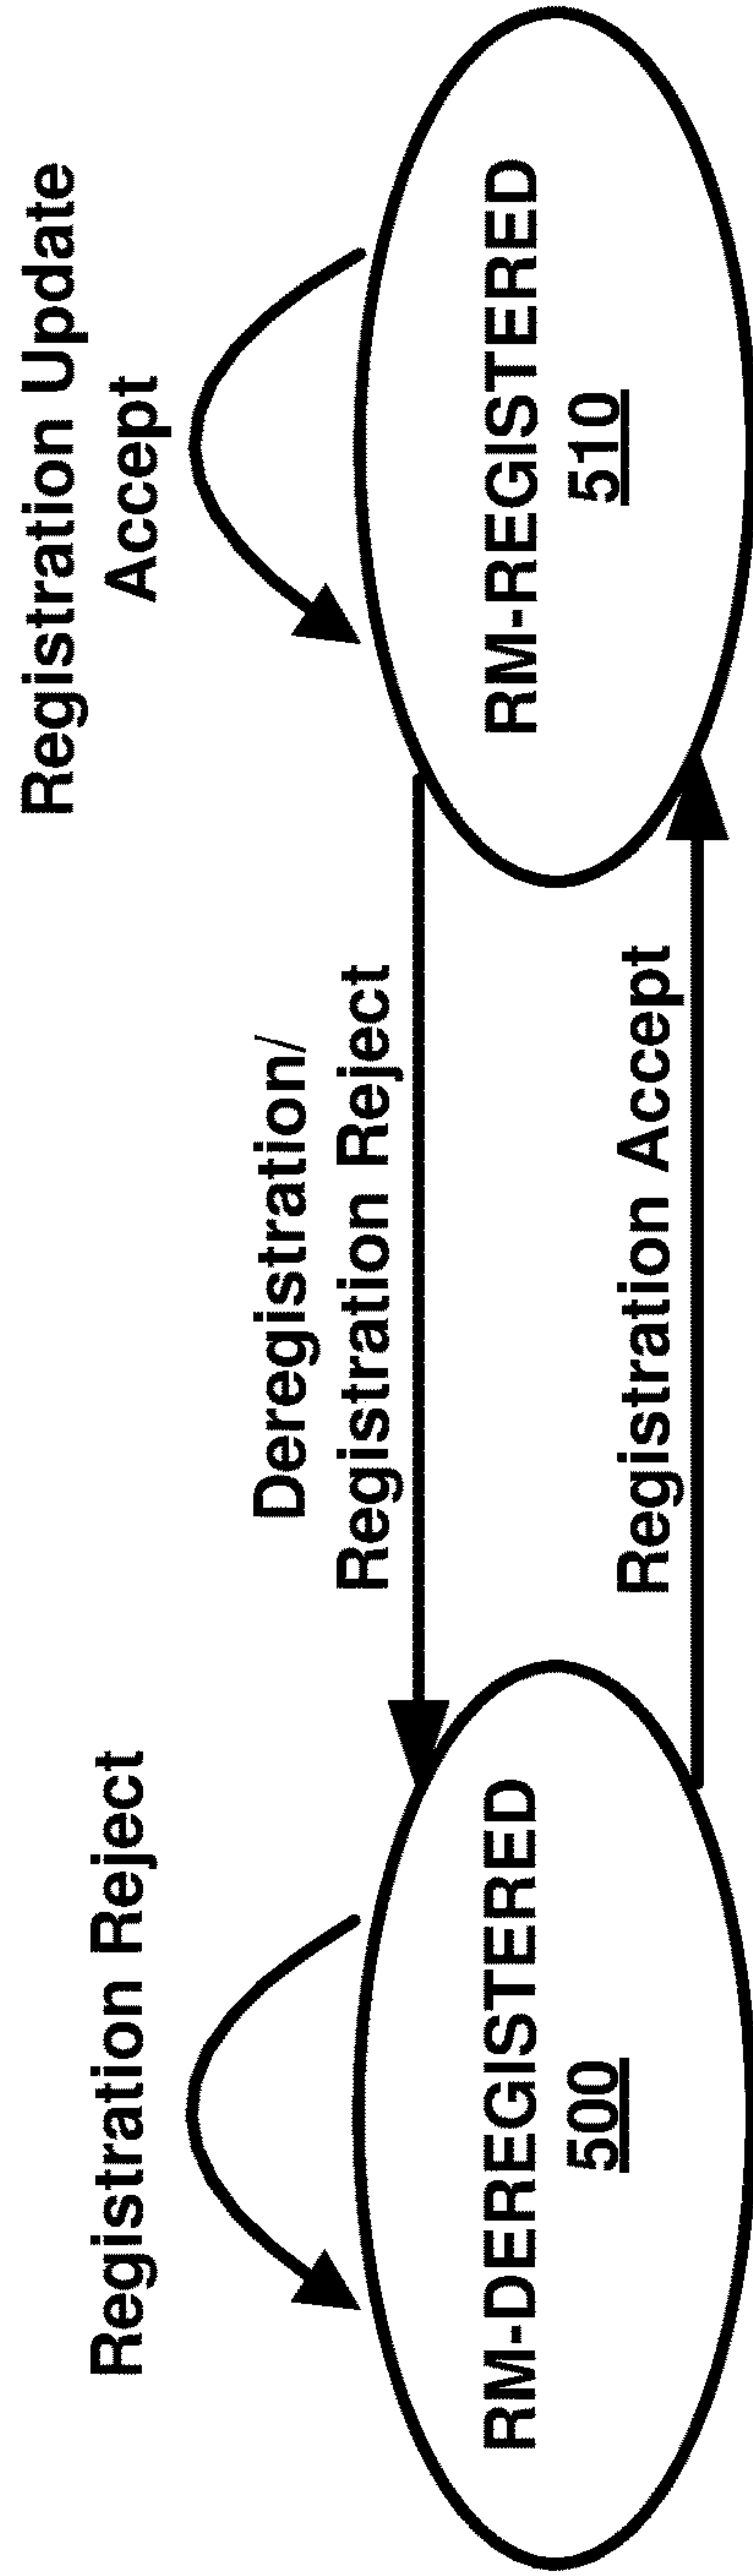 Registration Reject
RM-DEREGISTERED
500
Deregistration/
Registration Reject
Registration Accept
Registration Update
Accept
RM-REGISTERED
510